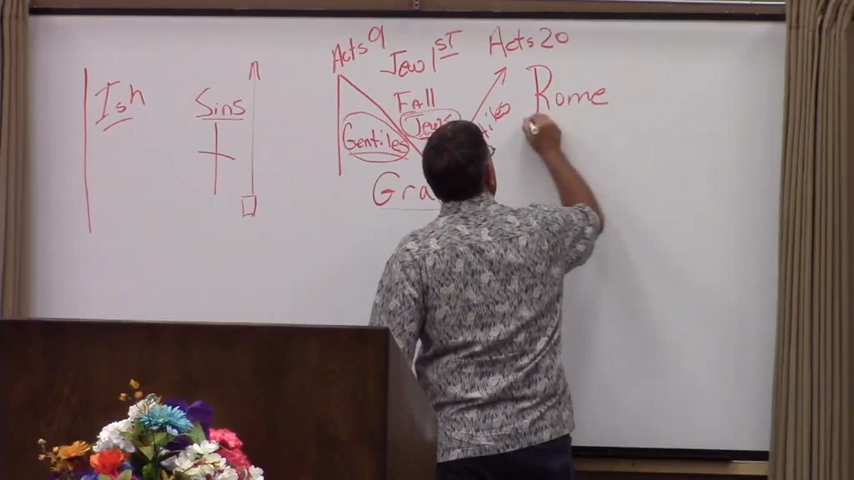 Ish
Sins
Acts 9
Jew 1ST
Acts 20
Fall
Rome
Jews
Gentiles